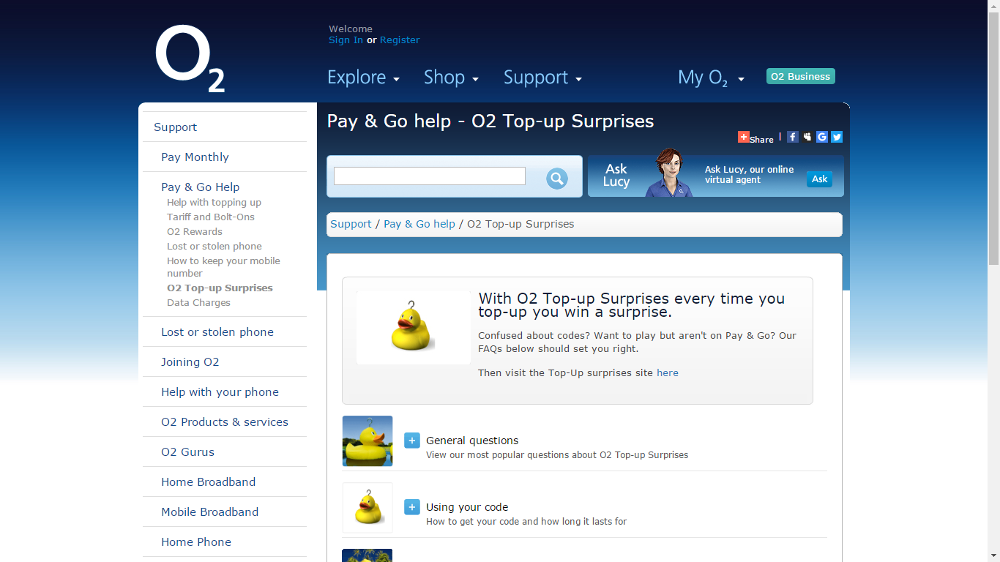 O2
Welcome
Sign In or Register
Explore
Shop
Support
My O2
O2 Business
Support
Pay Monthly
Pay & Go Help
Help with topping up
Tariff and Bolt-Ons
O2 Rewards
Lost or stolen phone
How to keep your mobile
number
O2 Top-up Surprises
Data Charges
Lost or stolen phone
Joining O2
Help with your phone
O2 Products & services
O2 Gurus
Home Broadband
Mobile Broadband
Home Phone
Pay & Go help - O2 Top-up Surprises
Share
Ask
Lucy
Ask Lucy, our online
virtual agent
Ask
Support / Pay & Go help / O2 Top-up Surprises
With O2 Top-up Surprises every time you
top-up you win a surprise.
Confused about codes? Want to play but aren't on Pay & Go? Our
FAQs below should set you right.
Then visit the Top-Up surprises site here
General questions
View our most popular questions about O2 Top-up Surprises
Using your code
How to get your code and how long it lasts for